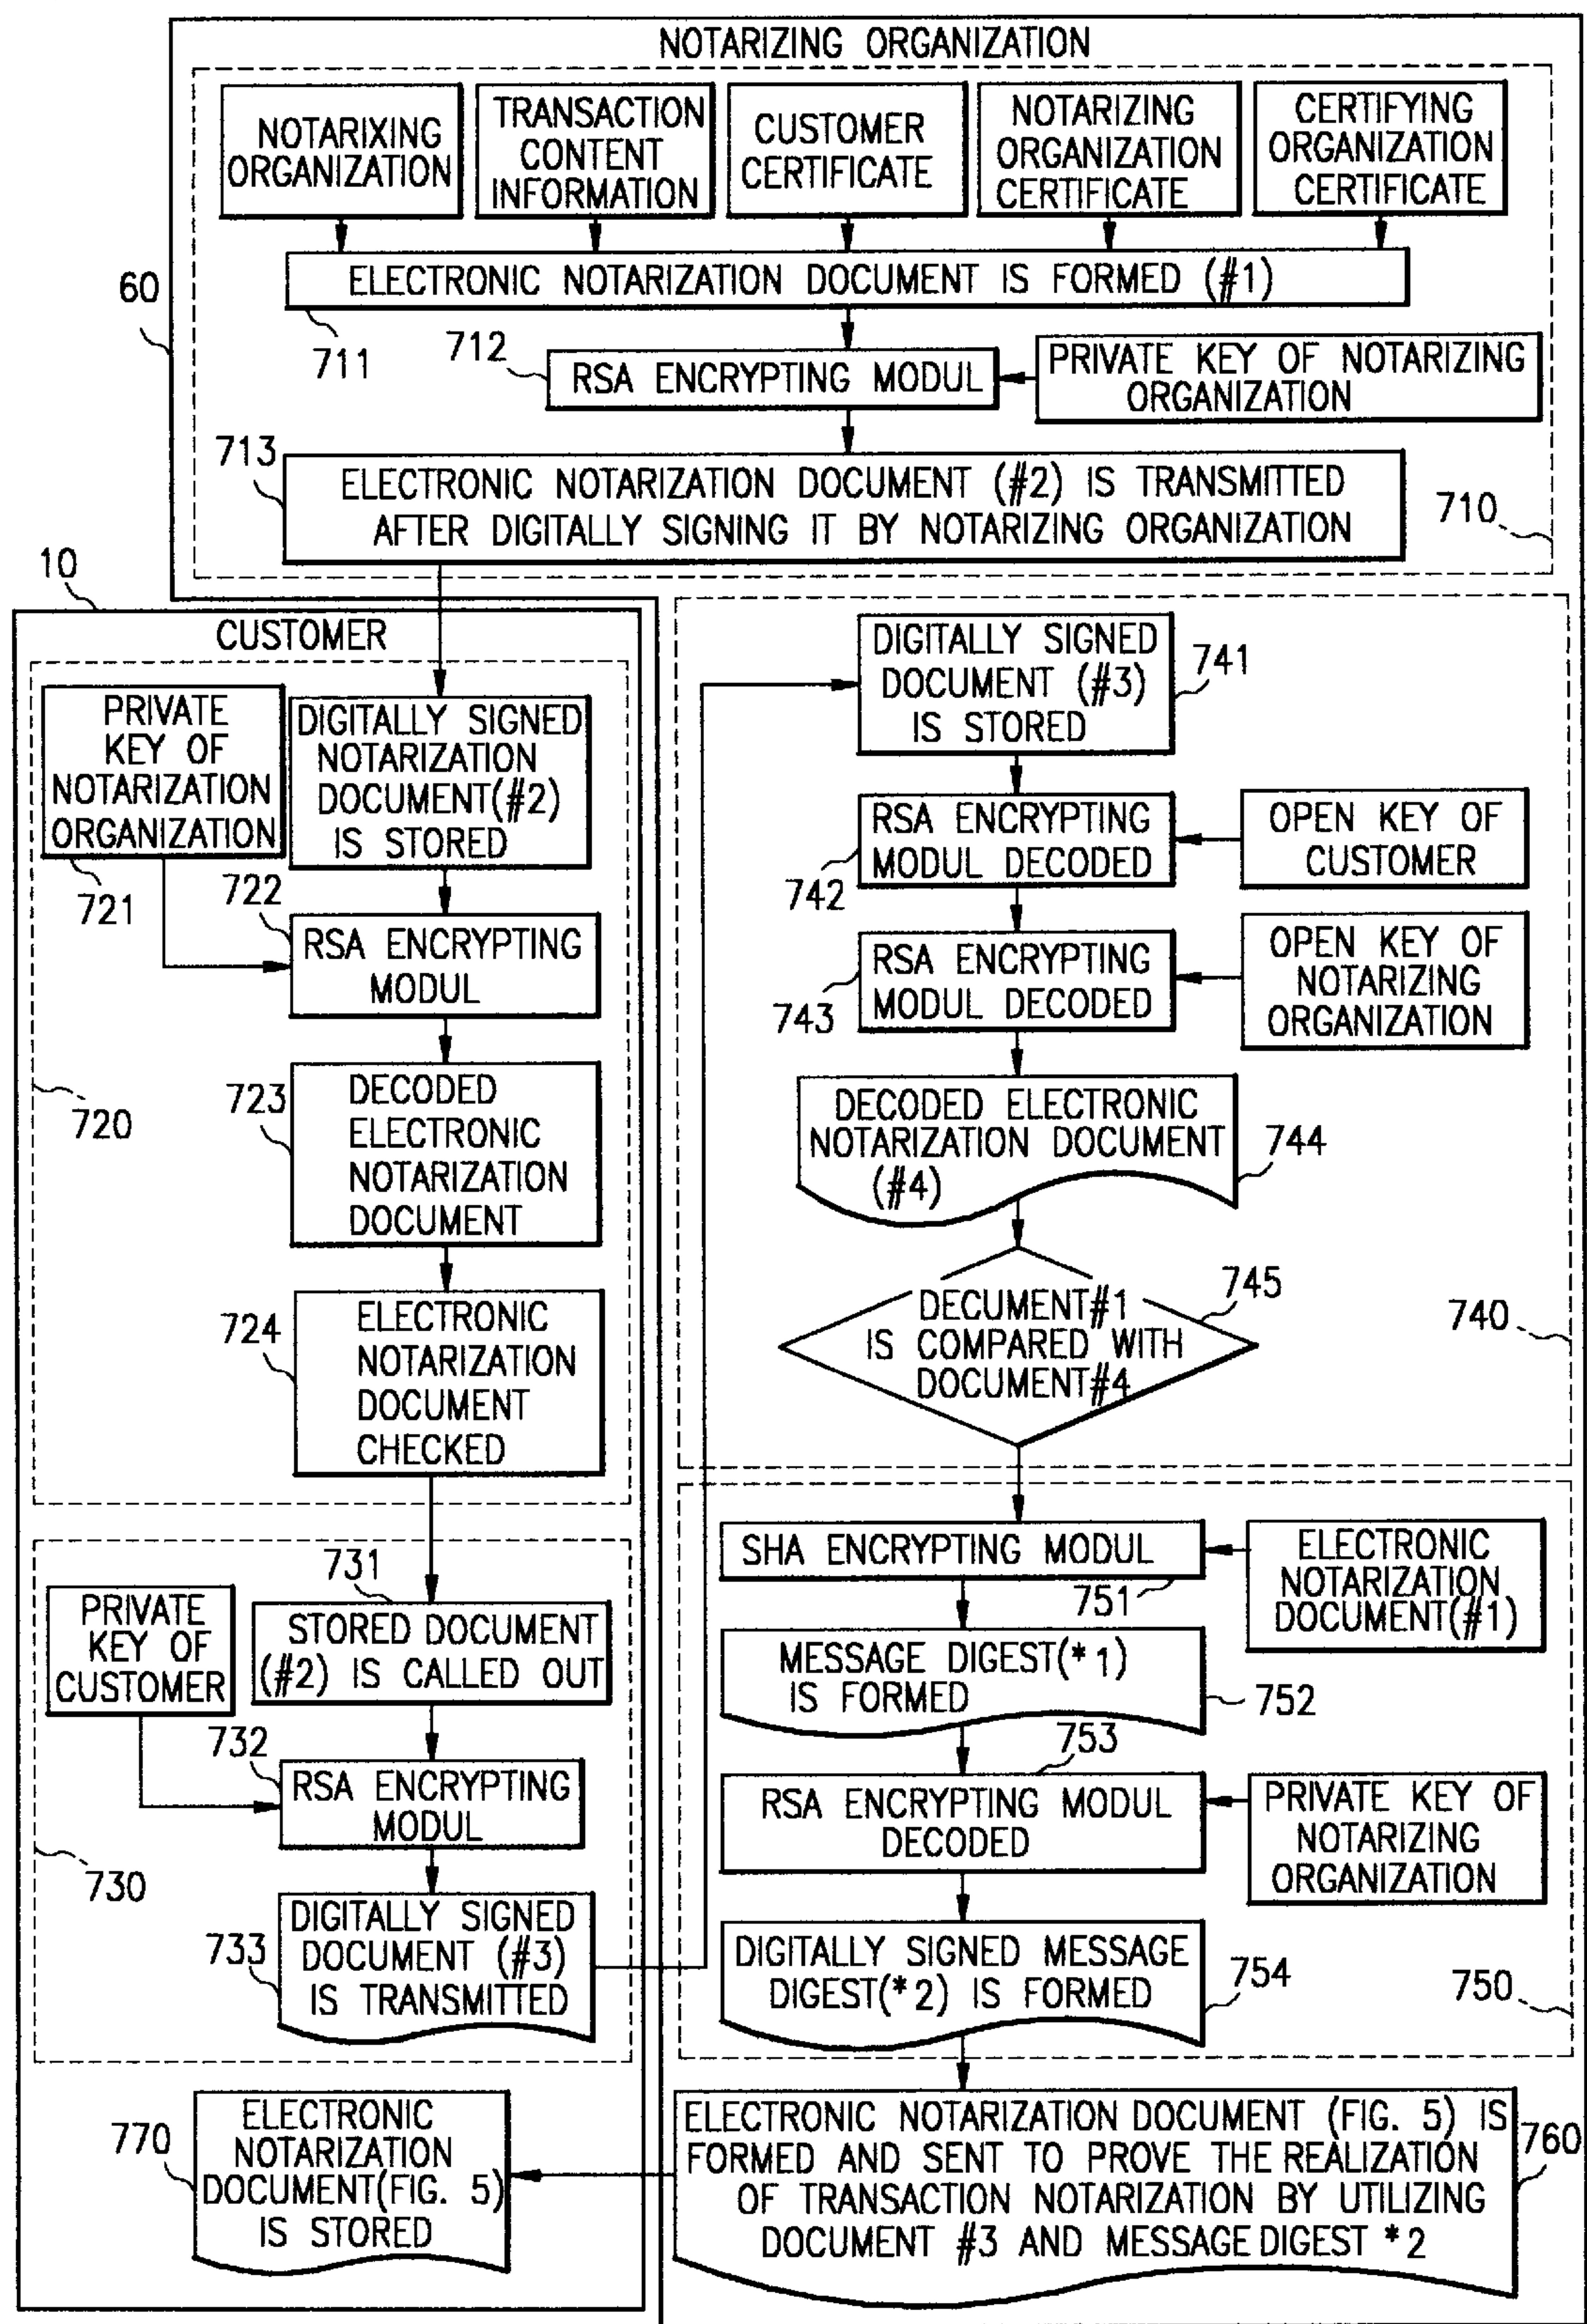 NOTARIZING ORGANIZATION
NOTARIXING
ORGANIZATION
TRANSACTION
CONTENT
INFORMATION
CUSTOMER
CERTIFICATE
NOTARIZING
ORGANIZATION
CERTIFICATE
CERTIFYING
ORGANIZATION
CERTIFICATE
60
ELECTRONIC NOTARIZATION DOCUMENT IS FORMED (#1)
711
712
RSA ENCRYPTING MODUL
PRIVATE KEY OF NOTARIZING
ORGANIZATION
713
ELECTRONIC NOTARIZATION DOCUMENT (#2) IS TRANSMITTED
AFTER DIGITALLY SIGNING IT BY NOTARIZING ORGANIZATION
710
10
CUSTOMER
PRIVATE
KEY OF
NOTARIZATION
ORGANIZATION
721
DIGITALLY SIGNED
NOTARIZATION
DOCUMENT(#2)
IS STORED
722
RSA ENCRYPTING
MODUL
720
723
DECODED
ELECTRONIC
NOTARIZATION
DOCUMENT
724
ELECTRONIC
NOTARIZATION
DOCUMENT
CHECKED
731
PRIVATE
KEY OF
CUSTOMER
STORED DOCUMENT
(#2) IS CALLED OUT
732
RSA ENCRYPTING
MODUL
730
733
DIGITALLY SIGNED
DOCUMENT (#3)
IS TRANSMITTED
DIGITALLY SIGNED
DOCUMENT (#3)
IS STORED
741
RSA ENCRYPTING
MODUL DECODED
742
OPEN KEY OF
CUSTOMER
RSA ENCRYPTING
MODUL DECODED
743
OPEN KEY OF
NOTARIZING
ORGANIZATION
DECODED ELECTRONIC
NOTARIZATION DOCUMENT
(#4)
744
DECUMENT#1
IS COMPARED WITH
DOCUMENT#4
745
740
SHA ENCRYPTING MODUL
751
ELECTRONIC
NOTARIZATION
DOCUMENT(#1)
MESSAGE DIGEST(*1)
IS FORMED
752
753
RSA ENCRYPTING MODUL
DECODED
PRIVATE KEY OF
NOTARIZING
ORGANIZATION
DIGITALLY SIGNED MESSAGE
DIGEST(*2) IS FORMED
754
750
ELECTRONIC NOTARIZATION DOCUMENT (FIG. 5) IS
FORMED AND SENT TO PROVE THE REALIZATION
OF TRANSACTION NOTARIZATION BY UTILIZING
DOCUMENT #3 AND MESSAGE DIGEST *2
760
770
ELECTRONIC
NOTARIZATION
DOCUMENT(FIG. 5)
IS STORED